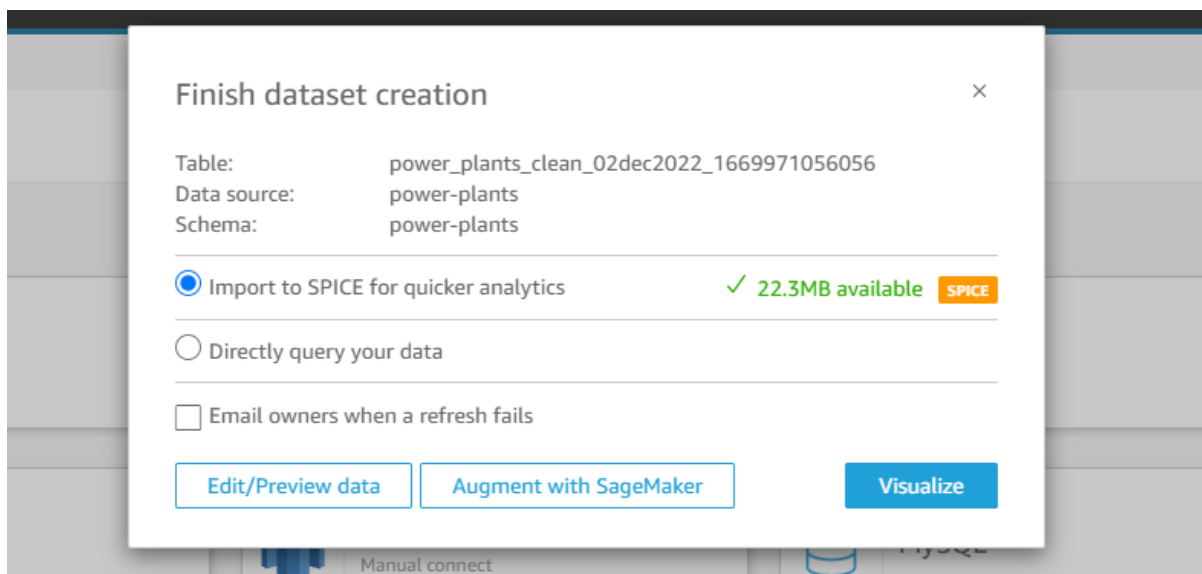 Finish dataset creation ×
Table: power_plants_clean_02dec2022_1669971056056
Data source: power-plants
Schema: power-plants
Import to SPICE for quicker analytics 22.3MB available SPICE
Directly query your data
Email owners when a refresh fails
Edit/Preview data Augment with SageMaker Visualize
Manual connect MySQL